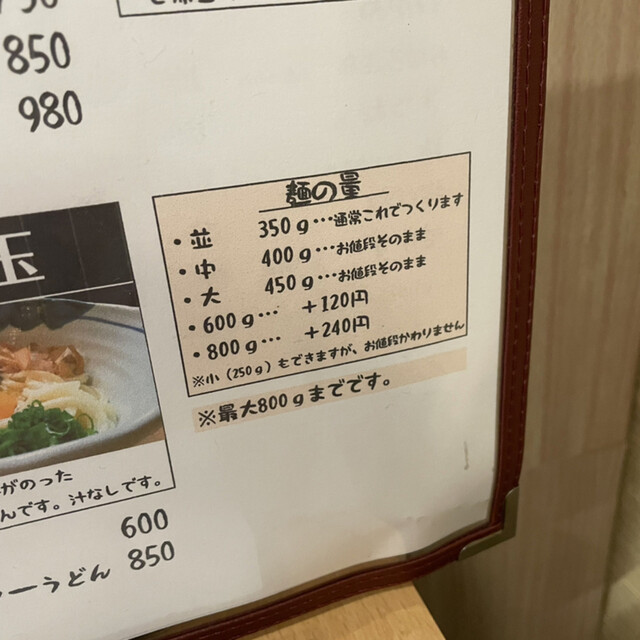 850
980
麺の量
・並 350g…通常これでつくります
・中 400g…お値段そのまま
・大 450g…お値段そのまま
・600g… +120円
・800g… +240円
※小（250g）もできますが、お値段かわりません
※最大800gまでです。
玉
がのった
んです。汁なしです。
600
ーうどん 850